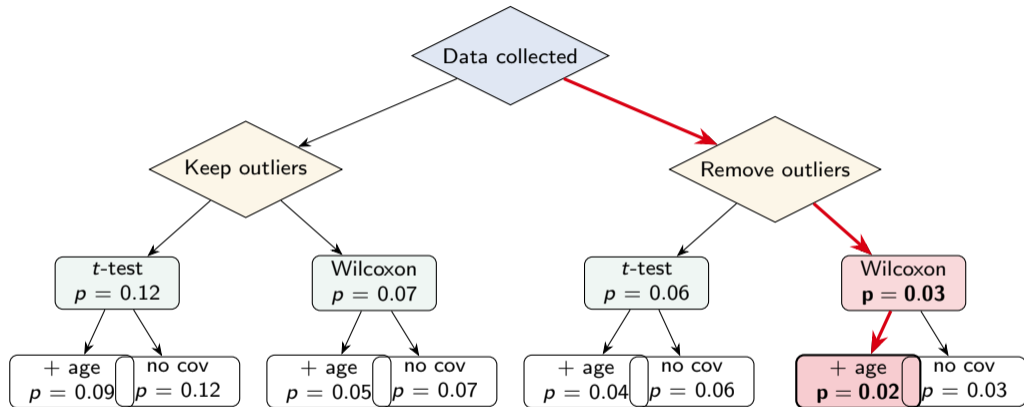 Data collected
Keep outliers
Remove outliers
t-test
p = 0.12
Wilcoxon
p = 0.07
t-test
p = 0.06
Wilcoxon
p = 0.03
+ age
p = 0.09
no cov
p = 0.12
+ age
p = 0.05
no cov
p = 0.07
+ age
p = 0.04
no cov
p = 0.06
+ age
p = 0.02
no cov
p = 0.03